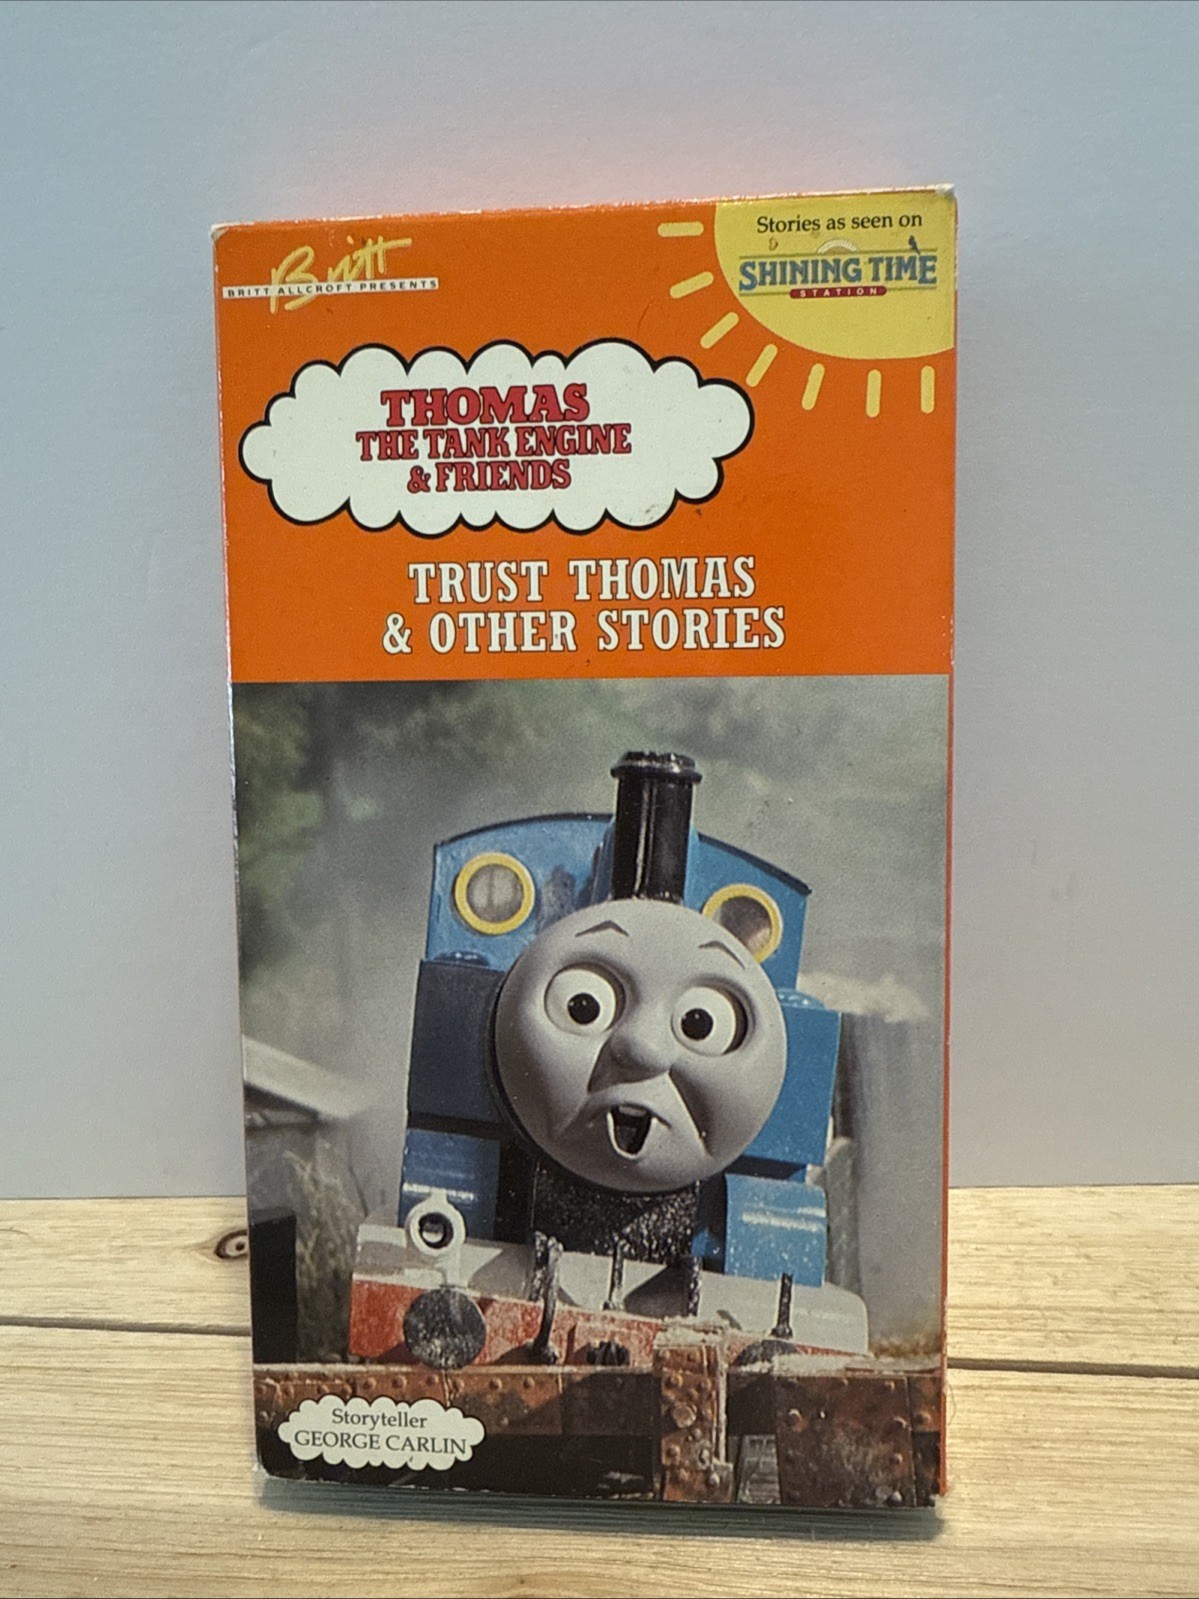 Britt
BRITT ALLCROFT PRESENTS
Stories as seen on
SHINING TIME
STATION
THOMAS
THE TANK ENGINE
& FRIENDS
TRUST THOMAS
& OTHER STORIES
Storyteller
GEORGE CARLIN